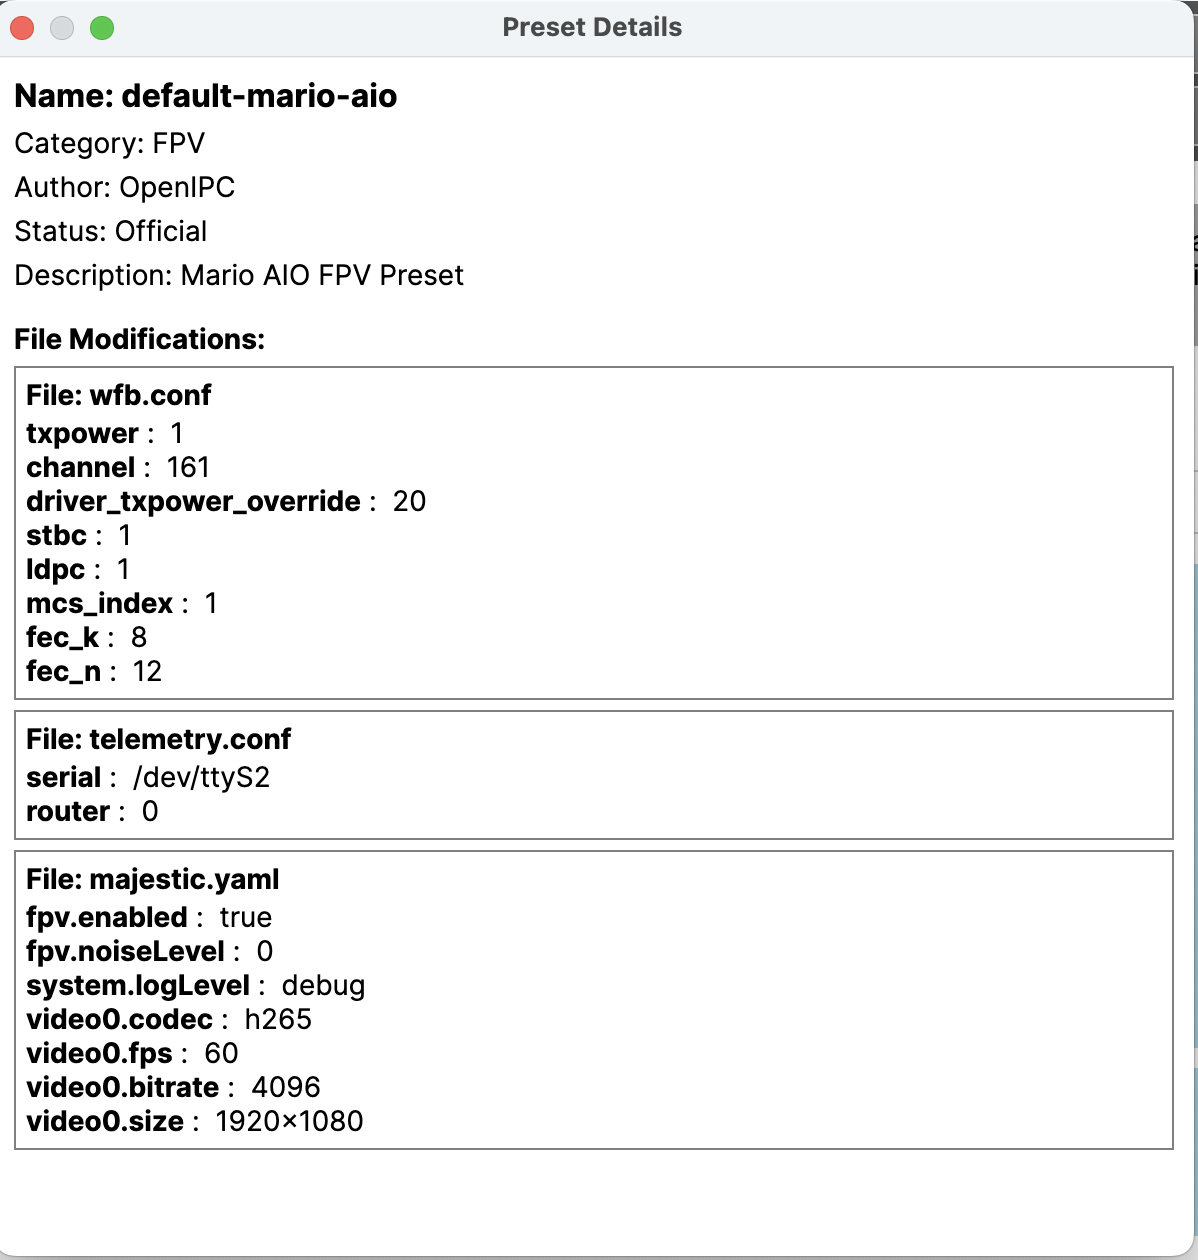 Preset Details
Name: default-mario-aio
Category: FPV
Author: OpenIPC
Status: Official
Description: Mario AIO FPV Preset
File Modifications:
File: wfb.conf
txpower : 1
channel : 161
driver_txpower_override : 20
stbc : 1
ldpc : 1
mcs_index : 1
fec_k : 8
fec_n : 12
File: telemetry.conf
serial : /dev/ttyS2
router : 0
File: majestic.yaml
fpv.enabled : true
fpv.noiseLevel : 0
system.logLevel : debug
video0.codec : h265
video0.fps : 60
video0.bitrate : 4096
video0.size : 1920×1080